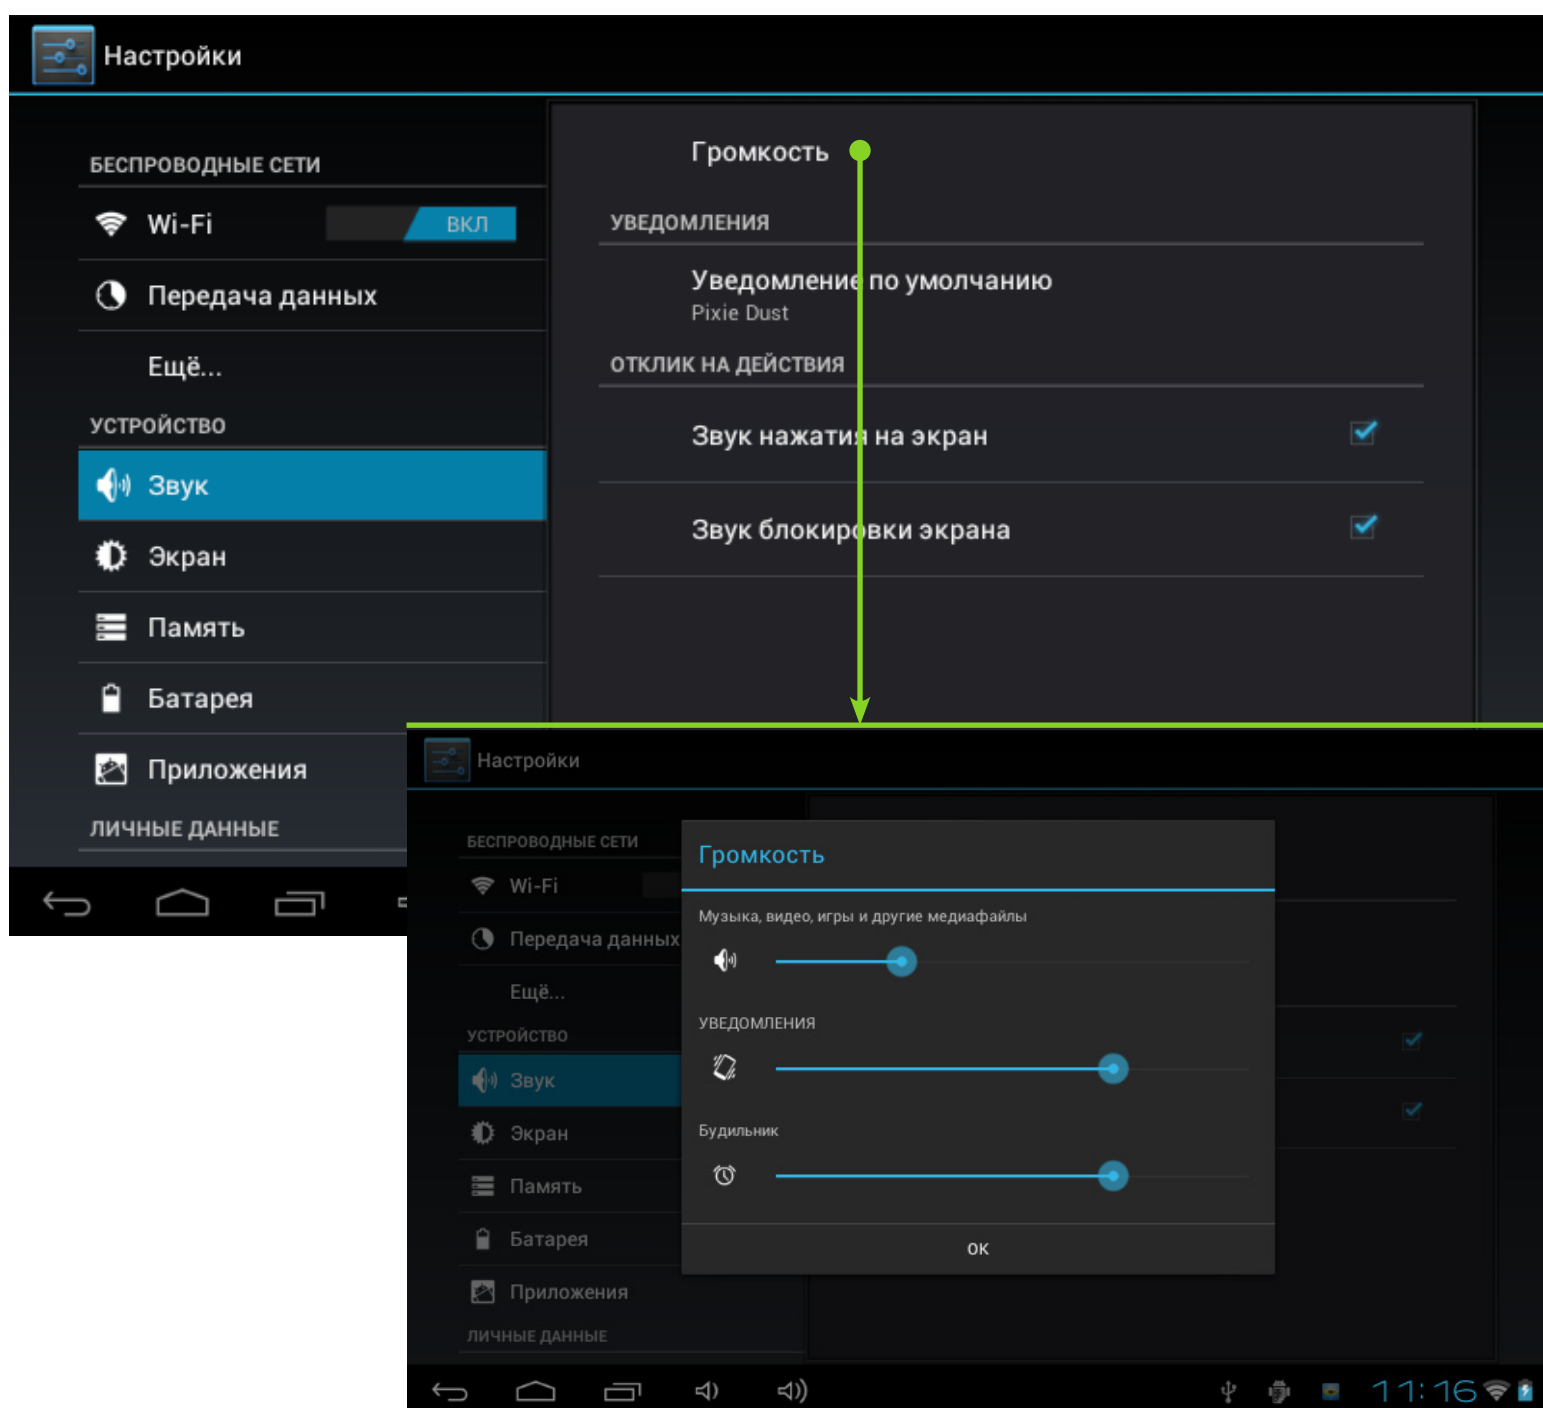 Настройки
БЕСПРОВОДНЫЕ СЕТИ
Wi-Fi ВКЛ
Передача данных
Ещё...
УСТРОЙСТВО
Звук
Экран
Память
Батарея
Приложения
ЛИЧНЫЕ ДАННЫЕ
Громкость
УВЕДОМЛЕНИЯ
Уведомление по умолчанию
Pixie Dust
ОТКЛИК НА ДЕЙСТВИЯ
Звук нажатия на экран
Звук блокировки экрана
Настройки
БЕСПРОВОДНЫЕ СЕТИ
Wi-Fi
Передача данных
Ещё...
УСТРОЙСТВО
Звук
Экран
Память
Батарея
Приложения
ЛИЧНЫЕ ДАННЫЕ
Громкость
Музыка, видео, игры и другие медиафайлы
УВЕДОМЛЕНИЯ
Будильник
ОК
11:16